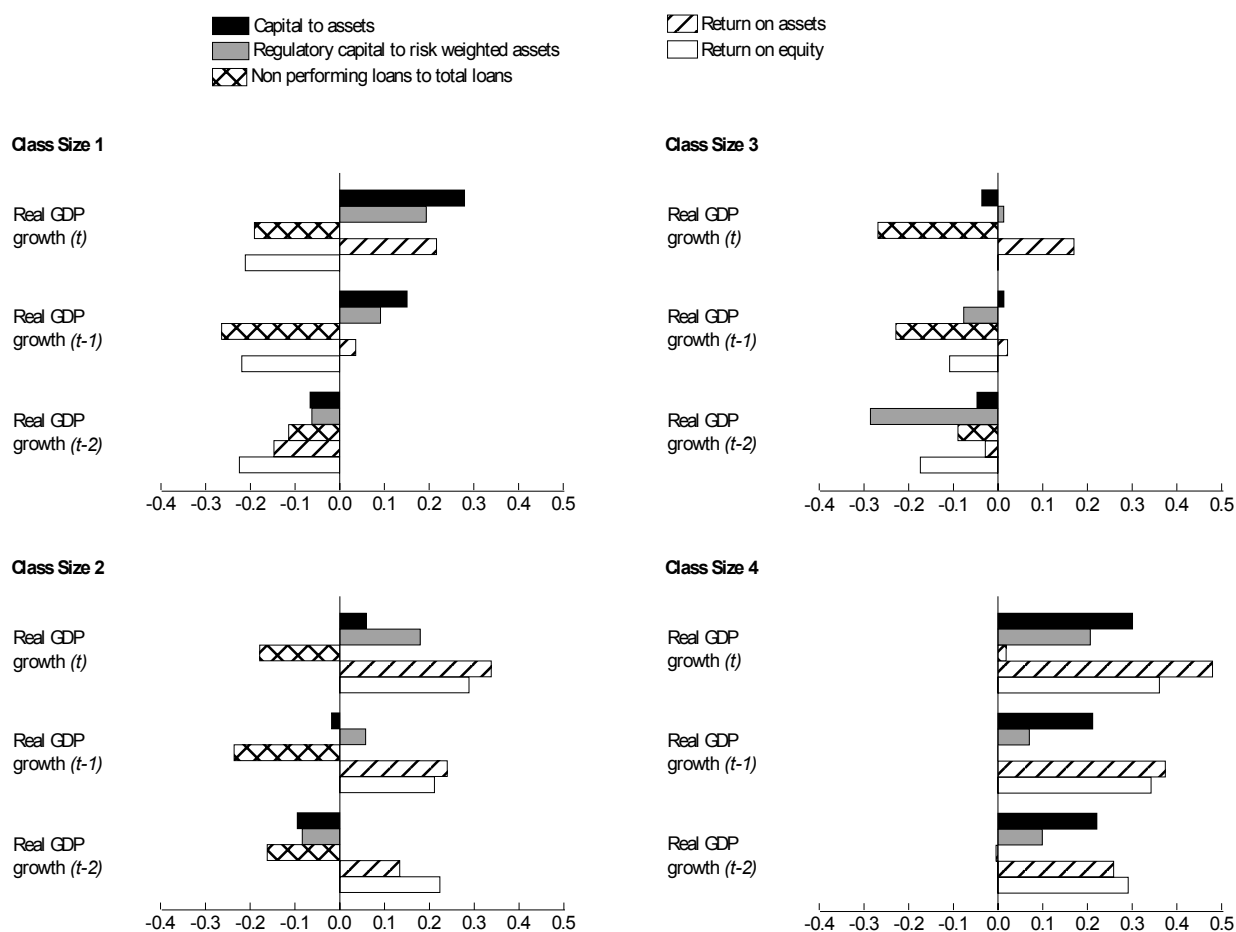 Capital to assets
Regulatory capital to risk weighted assets
Non performing loans to total loans
Return on assets
Return on equity
Class Size 1
Real GDP
growth (t)
Real GDP
growth (t-1)
Real GDP
growth (t-2)
-0.4 -0.3 -0.2 -0.1 0.0 0.1 0.2 0.3 0.4 0.5
Class Size 3
Real GDP
growth (t)
Real GDP
growth (t-1)
Real GDP
growth (t-2)
-0.4 -0.3 -0.2 -0.1 0.0 0.1 0.2 0.3 0.4 0.5
Class Size 2
Real GDP
growth (t)
Real GDP
growth (t-1)
Real GDP
growth (t-2)
-0.4 -0.3 -0.2 -0.1 0.0 0.1 0.2 0.3 0.4 0.5
Class Size 4
Real GDP
growth (t)
Real GDP
growth (t-1)
Real GDP
growth (t-2)
-0.4 -0.3 -0.2 -0.1 0.0 0.1 0.2 0.3 0.4 0.5